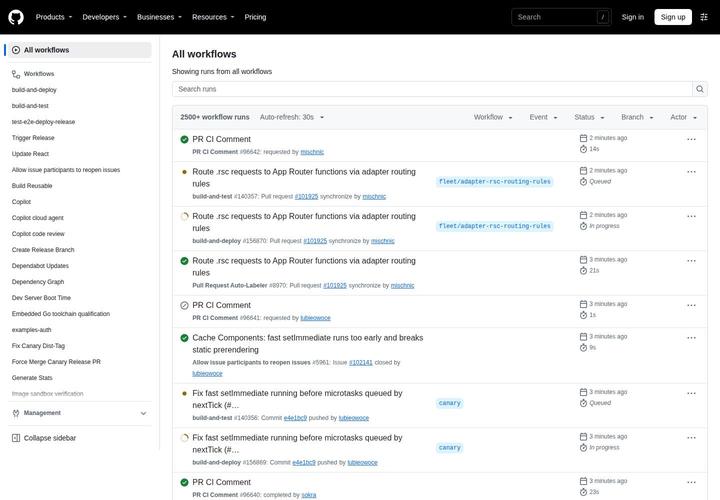 Products
Developers
Businesses
Resources
Pricing
Search
/
Sign in
Sign up
All workflows
Workflows
build-and-deploy
build-and-test
test-e2e-deploy-release
Trigger Release
Update React
Allow issue participants to reopen issues
Build Reusable
Copilot
Copilot cloud agent
Copilot code review
Create Release Branch
Dependabot Updates
Dependency Graph
Dev Server Boot Time
Embedded Go toolchain qualification
examples-auth
Fix Canary Dist-Tag
Force Merge Canary Release PR
Generate Stats
Image sandbox verification
Management
Collapse sidebar
All workflows
Showing runs from all workflows
Search runs
2500+ workflow runs
Auto-refresh: 30s
Workflow
Event
Status
Branch
Actor
PR CI Comment
PR CI Comment #96642: requested by mischnic
2 minutes ago
14s
Route .rsc requests to App Router functions via adapter routing
rules
build-and-test #140357: Pull request #101925 synchronize by mischnic
fleet/adapter-rsc-routing-rules
2 minutes ago
Queued
Route .rsc requests to App Router functions via adapter routing
rules
build-and-deploy #156870: Pull request #101925 synchronize by mischnic
fleet/adapter-rsc-routing-rules
2 minutes ago
In progress
Route .rsc requests to App Router functions via adapter routing
rules
Pull Request Auto-Labeler #8970: Pull request #101925 synchronize by mischnic
3 minutes ago
21s
PR CI Comment
PR CI Comment #96641: requested by lubieowoce
3 minutes ago
1s
Cache Components: fast setImmediate runs too early and breaks
static prerendering
Allow issue participants to reopen issues #5961: Issue #102141 closed by
lubieowoce
3 minutes ago
9s
Fix fast setImmediate running before microtasks queued by
nextTick (#…
build-and-test #140356: Commit e4e1bc9 pushed by lubieowoce
canary
3 minutes ago
Queued
Fix fast setImmediate running before microtasks queued by
nextTick (#…
build-and-deploy #156869: Commit e4e1bc9 pushed by lubieowoce
canary
3 minutes ago
In progress
PR CI Comment
PR CI Comment #96640: completed by sokra
3 minutes ago
23s